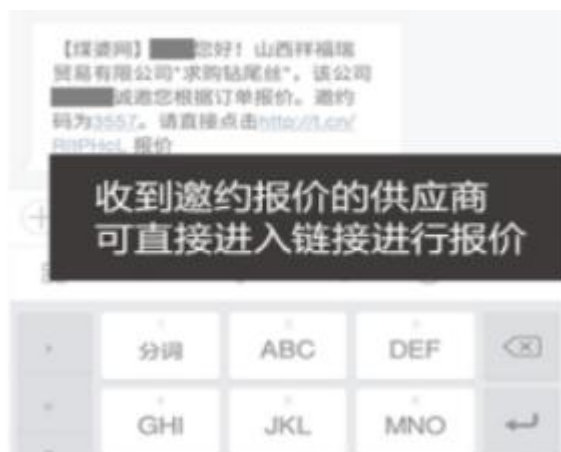 【煤婆网】 您好！山西祥福瑞
贸易有限公司"求购钻尾丝"。该公司
诚邀您根据订单报价。邀约
码为3557。请直接点击http://t.cn/
报价
收到邀约报价的供应商
可直接进入链接进行报价
分词 ABC DEF
GHI JKL MNO